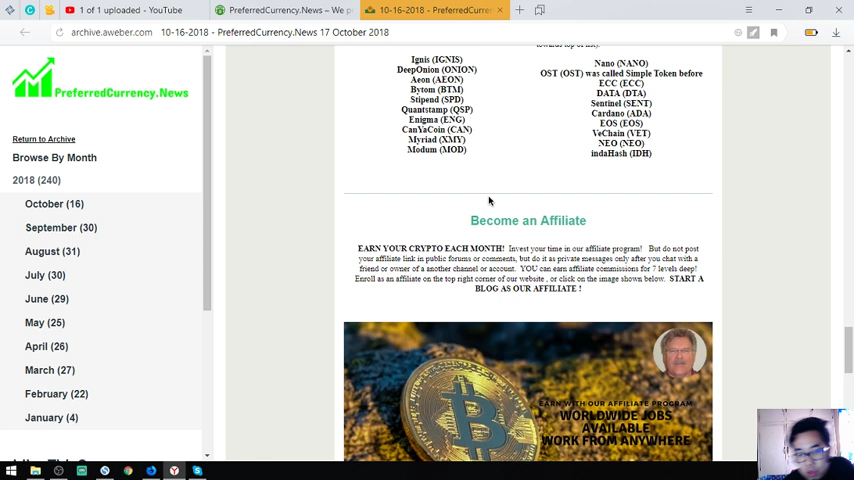 1 of 1 uploaded - YouTube
PreferredCurrency.News – We p
10-16-2018 - PreferredCurre
archive.aweber.com
10-16-2018 - PreferredCurrency.News 17 October 2018
PreferredCurrency.News
Return to Archive
Browse By Month
2018 (240)
October (16)
September (30)
August (31)
July (30)
June (29)
May (25)
April (26)
March (27)
February (22)
January (4)
towards top of list).
Ignis (IGNIS)
DeepOnion (ONION)
Aeon (AEON)
Bytom (BTM)
Stipend (SPD)
Quantstamp (QSP)
Enigma (ENG)
CanYaCoin (CAN)
Myriad (XMY)
Modum (MOD)
Nano (NANO)
OST (OST) was called Simple Token before
ECC (ECC)
DATA (DTA)
Sentinel (SENT)
Cardano (ADA)
EOS (EOS)
VeChain (VET)
NEO (NEO)
indaHash (IDH)
Become an Affiliate
EARN YOUR CRYPTO EACH MONTH! Invest your time in our affiliate program! But do not post
your affiliate link in public forums or comments, but do it as private messages only after you chat with a
friend or owner of another channel or account. YOU can earn affiliate commissions for 7 levels deep!
Enroll as an affiliate on the top right corner of our website , or click on the image shown below. START A
BLOG AS OUR AFFILIATE !
EARN WITH OUR AFFILIATE PROGRAM
WORLDWIDE JOBS
AVAILABLE
WORK FROM ANYWHERE